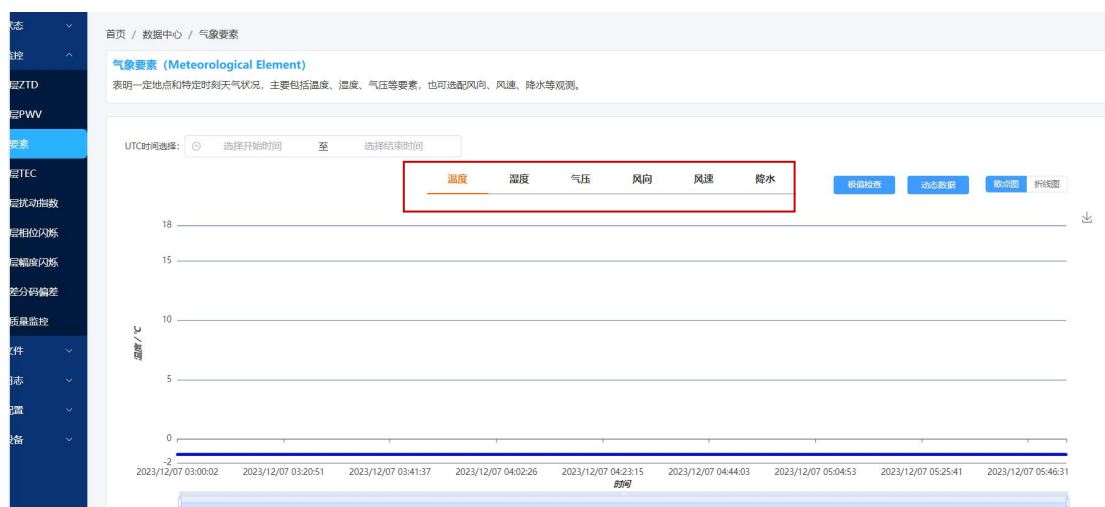 状态
首页 / 数据中心 / 气象要素
监控
气象要素（Meteorological Element）
表明一定地点和特定时刻天气状况，主要包括温度、湿度、气压等要素，也可选配风向、风速、降水等观测。
层ZTD
层PWV
要素
层TEC
层扰动指数
层相位闪烁
层幅度闪烁
差分码偏差
质量监控
文件
日志
配置
设备
UTC时间选择： 选择开始时间 至 选择结束时间
温度 湿度 气压 风向 风速 降水
极值检查 动态数据 散点图 折线图
18
15
10
5
0
-2
温度 / ℃
2023/12/07 03:00:02 2023/12/07 03:20:51 2023/12/07 03:41:37 2023/12/07 04:02:26 2023/12/07 04:23:15 2023/12/07 04:44:03 2023/12/07 05:04:53 2023/12/07 05:25:41 2023/12/07 05:46:31
时间